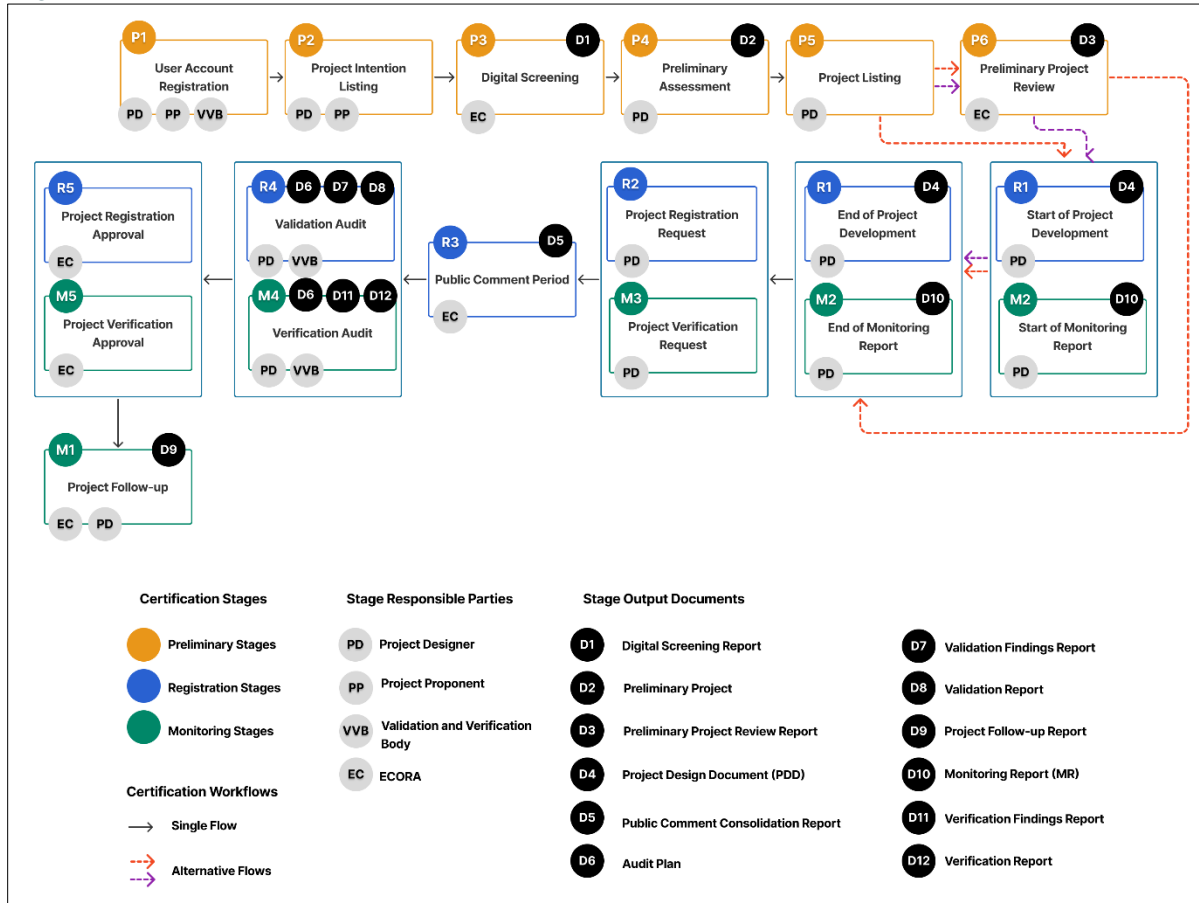 P1
P2
P3
D1
P4
D2
P5
P6
D3
User Account
Registration
Project Intention
Listing
Digital Screening
Preliminary
Assessment
Project Listing
Preliminary Project
Review
PD
PP
VVB
PD
PP
EC
PD
PD
EC
R5
Project Registration
Approval
EC
M5
Project Verification
Approval
EC
R4
D6
D7
D8
Validation Audit
PD
VVB
M4
D6
D11
D12
Verification Audit
PD
VVB
R3
D5
Public Comment Period
EC
R2
Project Registration
Request
PD
M3
Project Verification
Request
PD
R1
D4
End of Project
Development
PD
M2
D10
End of Monitoring
Report
PD
R1
D4
Start of Project
Development
PD
M2
D10
Start of Monitoring Report
PD
M1
D9
Project Follow-up
EC
PD
Certification Stages
Preliminary Stages
Registration Stages
Monitoring Stages
Certification Workflows
Single Flow
Alternative Flows
Stage Responsible Parties
PD Project Designer
PP Project Proponent
VVB Validation and Verification
Body
EC ECORA
Stage Output Documents
D1 Digital Screening Report
D2 Preliminary Project
D3 Preliminary Project Review Report
D4 Project Design Document (PDD)
D5 Public Comment Consolidation Report
D6 Audit Plan
D7 Validation Findings Report
D8 Validation Report
D9 Project Follow-up Report
D10 Monitoring Report (MR)
D11 Verification Findings Report
D12 Verification Report